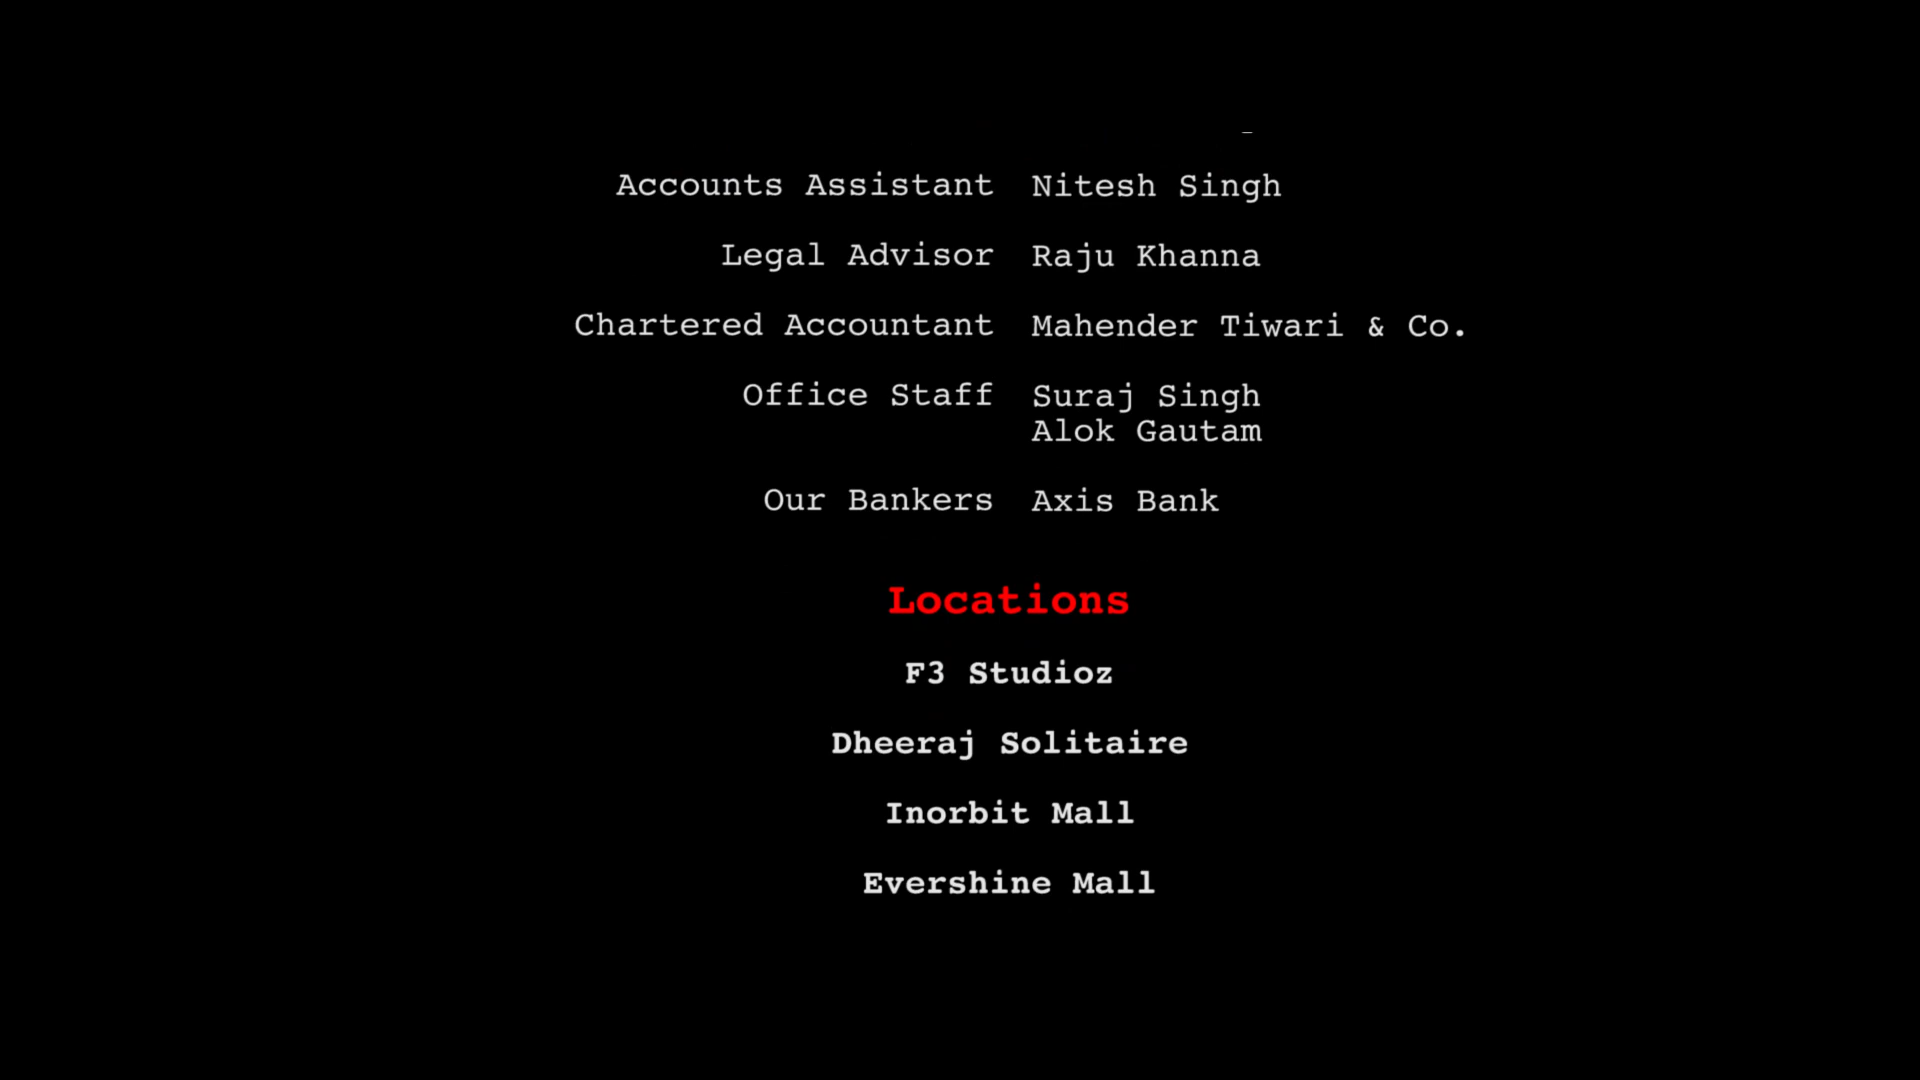 Accounts Assistant Nitesh Singh
Legal Advisor Raju Khanna
Chartered Accountant Mahender Tiwari & Co.
Office Staff Suraj Singh
Alok Gautam
Our Bankers Axis Bank
Locations
F3 Studioz
Dheeraj Solitaire
Inorbit Mall
Evershine Mall